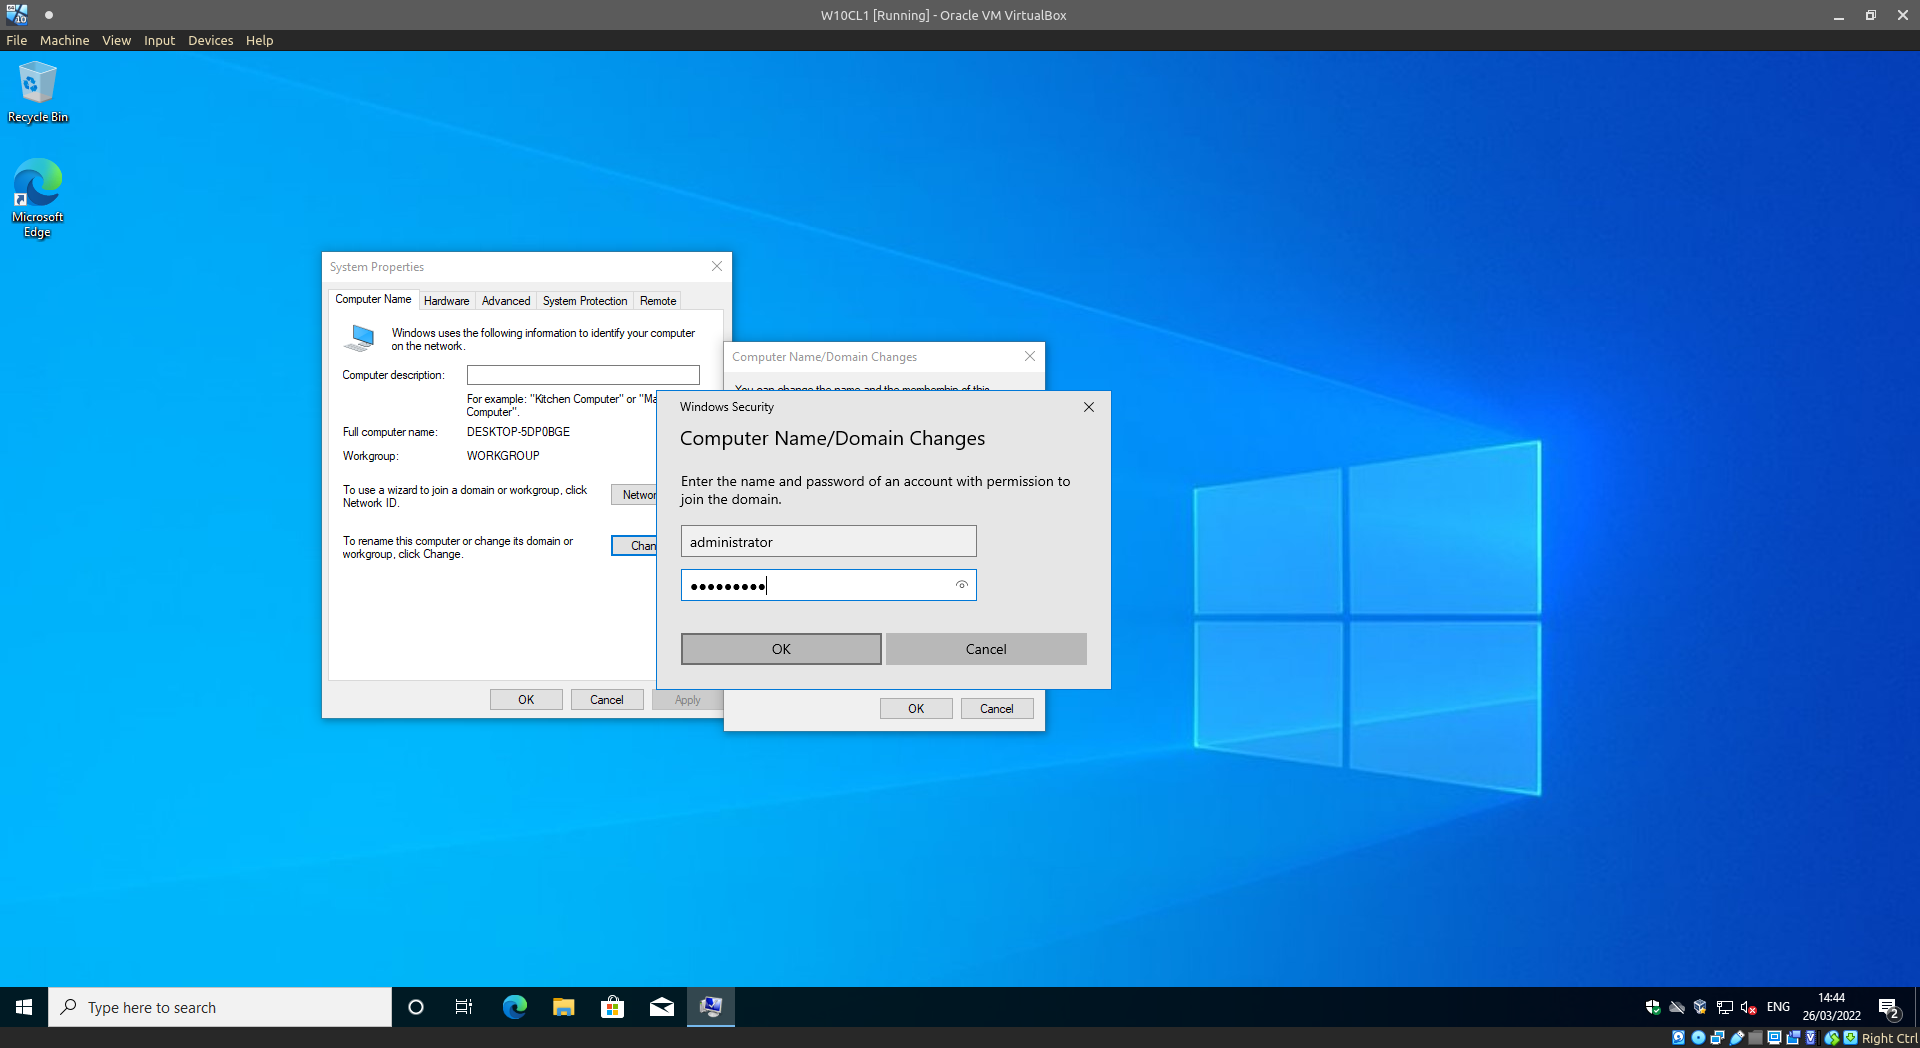 W10CL1 [Running] - Oracle VM VirtualBox
File Machine View Input Devices Help
Recycle Bin
Microsoft
Edge
System Properties
Computer Name Hardware Advanced System Protection Remote
Windows uses the following information to identify your computer
on the network.
Computer description:
For example: "Kitchen Computer" or "Ma
Computer".
Full computer name: DESKTOP-5DP0BGE
Workgroup: WORKGROUP
To use a wizard to join a domain or workgroup, click
Network ID.
Networ
To rename this computer or change its domain or
workgroup, click Change.
Chan
OK Cancel Apply
Computer Name/Domain Changes
You can change the name and the membership of this
Windows Security
Computer Name/Domain Changes
Enter the name and password of an account with permission to
join the domain.
administrator
●●●●●●●●●
OK Cancel
OK Cancel
Type here to search
ENG
14:44
26/03/2022
2
Right Ctrl